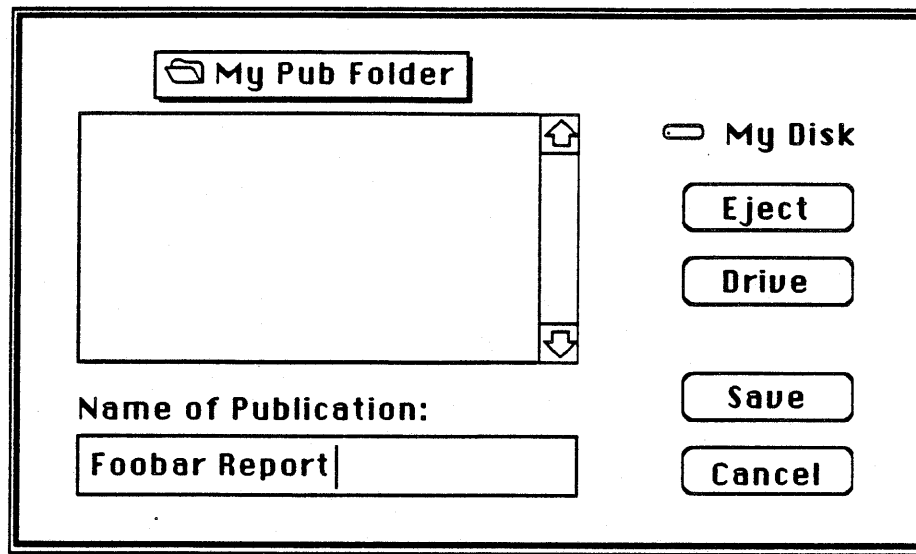 My Pub Folder
My Disk
Eject
Drive
Name of Publication:
Save
Foobar Report
Cancel